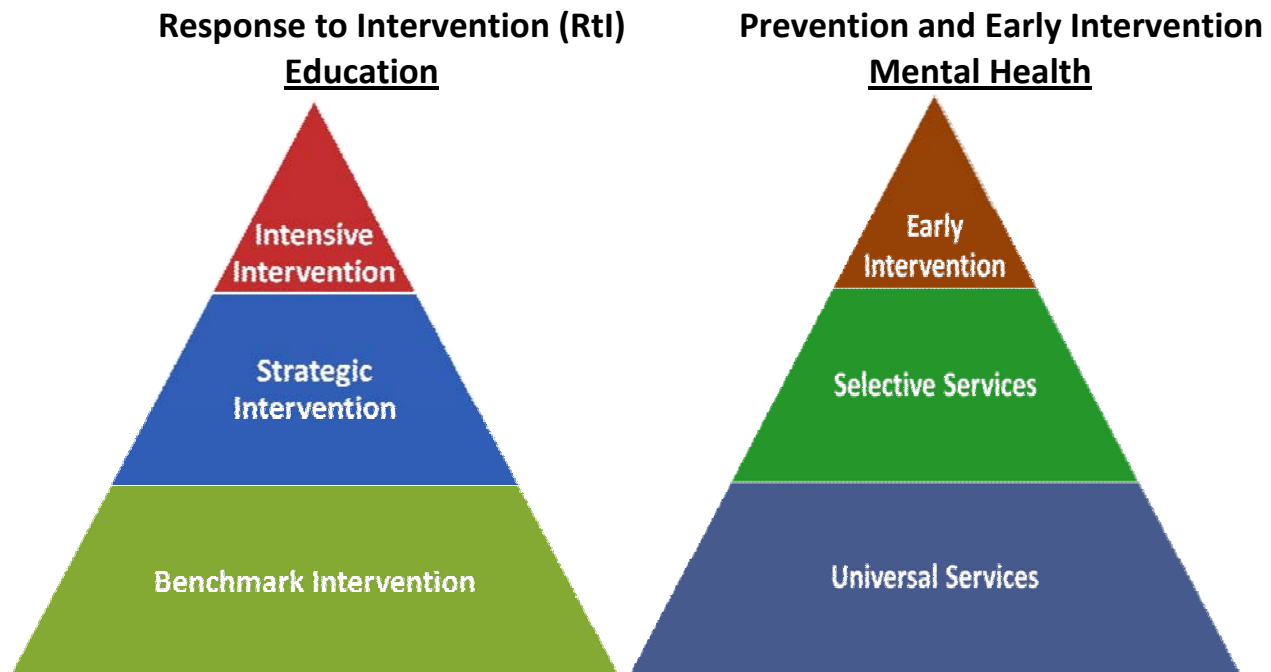 Response to Intervention (RtI)
Education
Intensive
Intervention
Strategic
Intervention
Benchmark Intervention
Prevention and Early Intervention
Mental Health
Early
Intervention
Selective Services
Universal Services